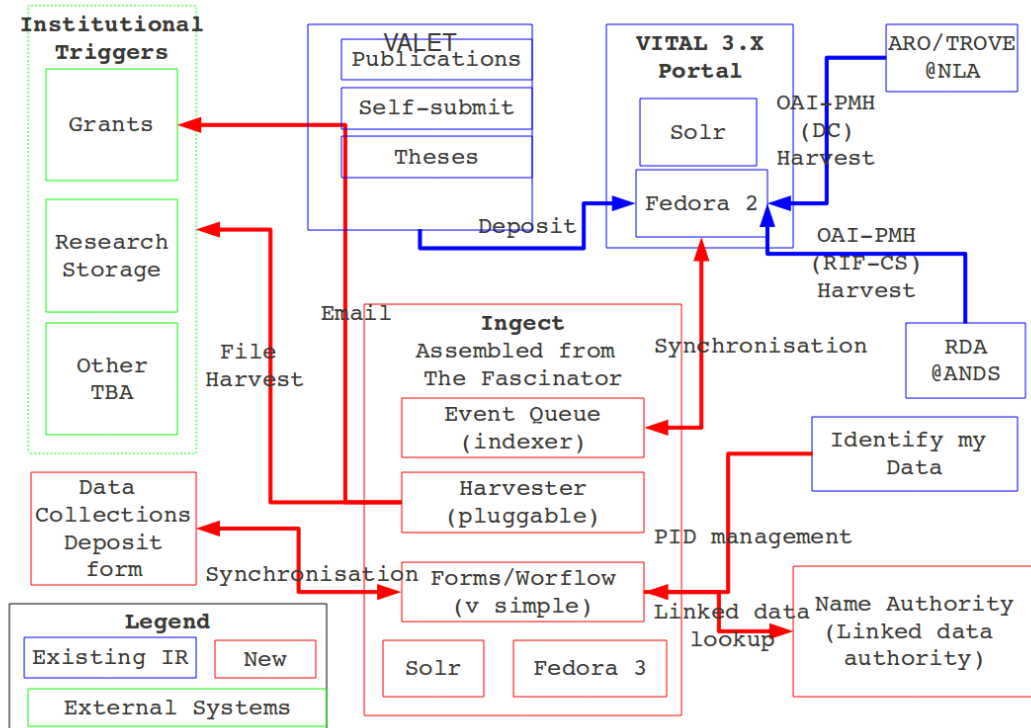 Institutional
Triggers
Grants
Research
Storage
Other
TBA
VALET
Publications
Self-submit
Theses
VITAL 3.X
Portal
Solr
Fedora 2
ARO/TROVE
@NLA
OAI-PMH
(DC)
Harvest
Deposit
OAI-PMH
(RIF-CS)
Harvest
RDA
@ANDS
Email
File
Harvest
Ingect
Assembled from
The Fascinator
Synchronisation
Event Queue
(indexer)
Harvester
(pluggable)
Identify my
Data
PID management
Data
Collections
Deposit
form
Synchronisation
Forms/Worflow
(v simple)
Linked data
lookup
Name Authority
(Linked data
authority)
Solr
Fedora 3
Legend
Existing IR
New
External Systems